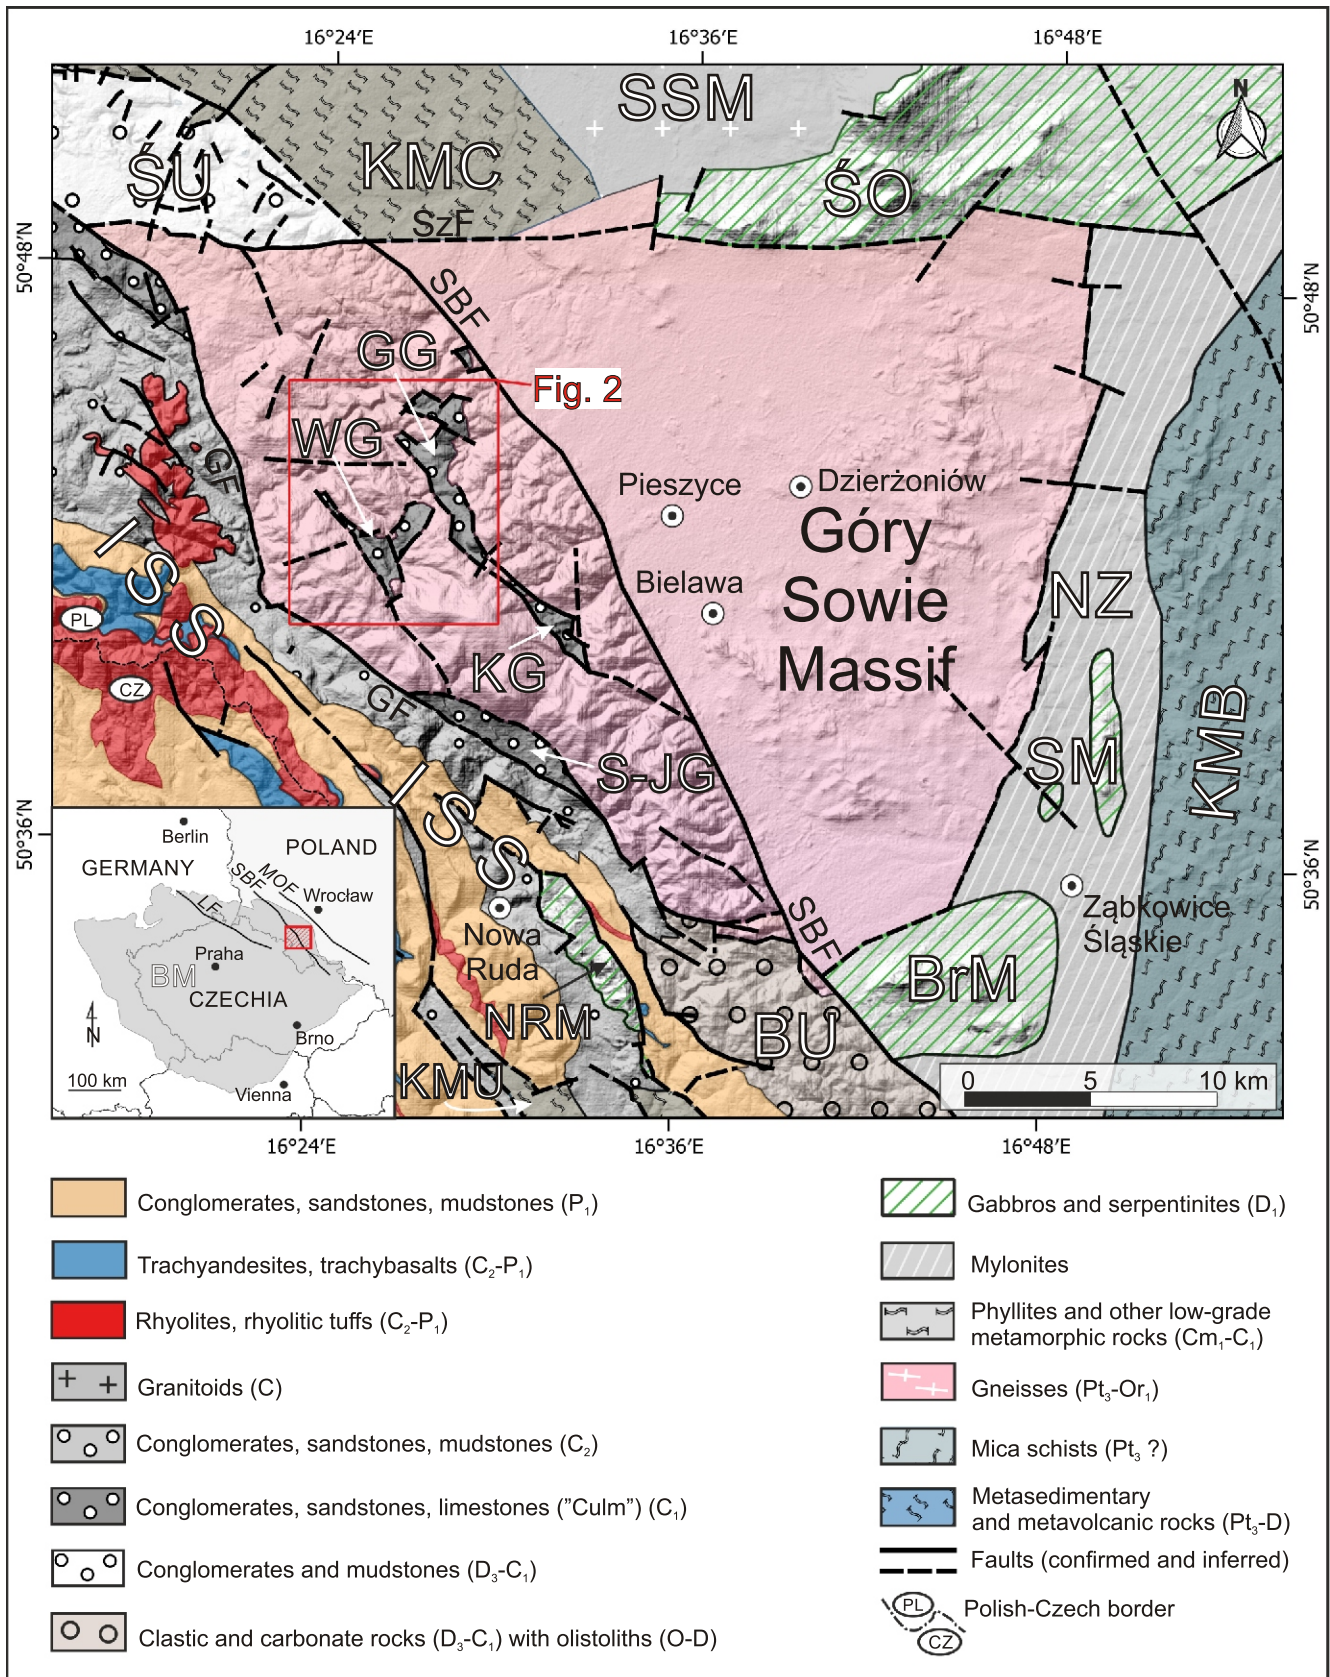 16°24′E
16°36′E
16°48′E
N
SSM
KMC
ŚU
ŚO
SzF
50°48′N
50°48′N
SBF
GG
Fig. 2
WG
GF
Pieszyce
Dzierżoniów
Góry
Sowie
Massif
Bielawa
ISS
NZ
PL
CZ
KG
GF
KMB
SM
S-JG
ISS
50°36′N
50°36′N
Berlin
GERMANY
POLAND
MOF
SBF
LF
Wrocław
Praha
BM
CZECHIA
N
Brno
100 km
Vienna
SBF
Ząbkowice
Śląskie
Nowa
Ruda
BrM
NRM
BU
KMU
0 5 10 km
16°24′E
16°36′E
16°48′E
Conglomerates, sandstones, mudstones (P₁)
Trachyandesites, trachybasalts (C₂-P₁)
Rhyolites, rhyolitic tuffs (C₂-P₁)
Granitoids (C)
Conglomerates, sandstones, mudstones (C₂)
Conglomerates, sandstones, limestones (”Culm”) (C₁)
Conglomerates and mudstones (D₃-C₁)
Clastic and carbonate rocks (D₃-C₁) with olistoliths (O-D)
Gabbros and serpentinites (D₁)
Mylonites
Phyllites and other low-grade
metamorphic rocks (Cm₁-C₁)
Gneisses (Pt₃-Or₁)
Mica schists (Pt₃ ?)
Metasedimentary
and metavolcanic rocks (Pt₃-D)
Faults (confirmed and inferred)
PL
CZ
Polish-Czech border